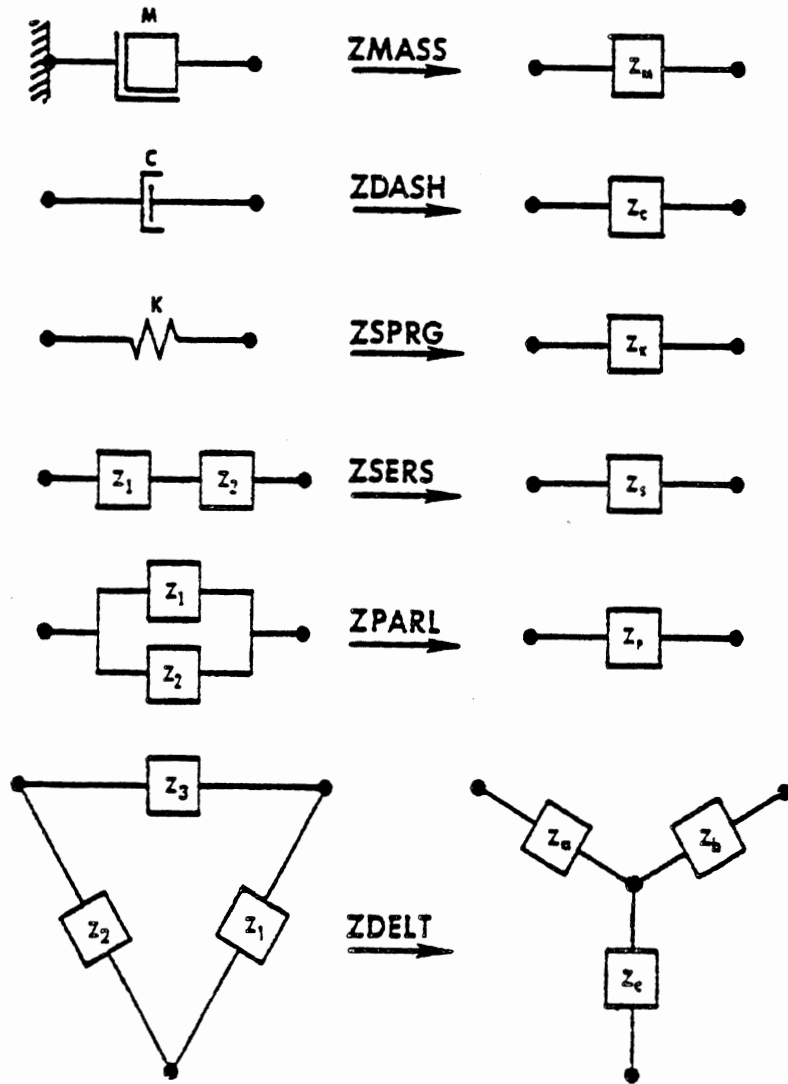 M
ZMASS
Zm
C
ZDASH
Zc
K
ZSPRG
ZK
Z1 Z2
ZSERS
Zs
Z1
Z2
ZPARL
Zp
Z3
Za Zb
Z2 Z1
ZDELT
Zc